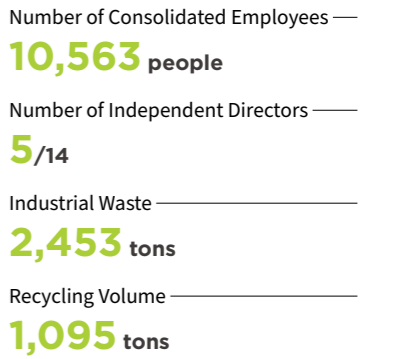 Number of Consolidated Employees
10,563 people
Number of Independent Directors
5/14
Industrial Waste
2,453 tons
Recycling Volume
1,095 tons